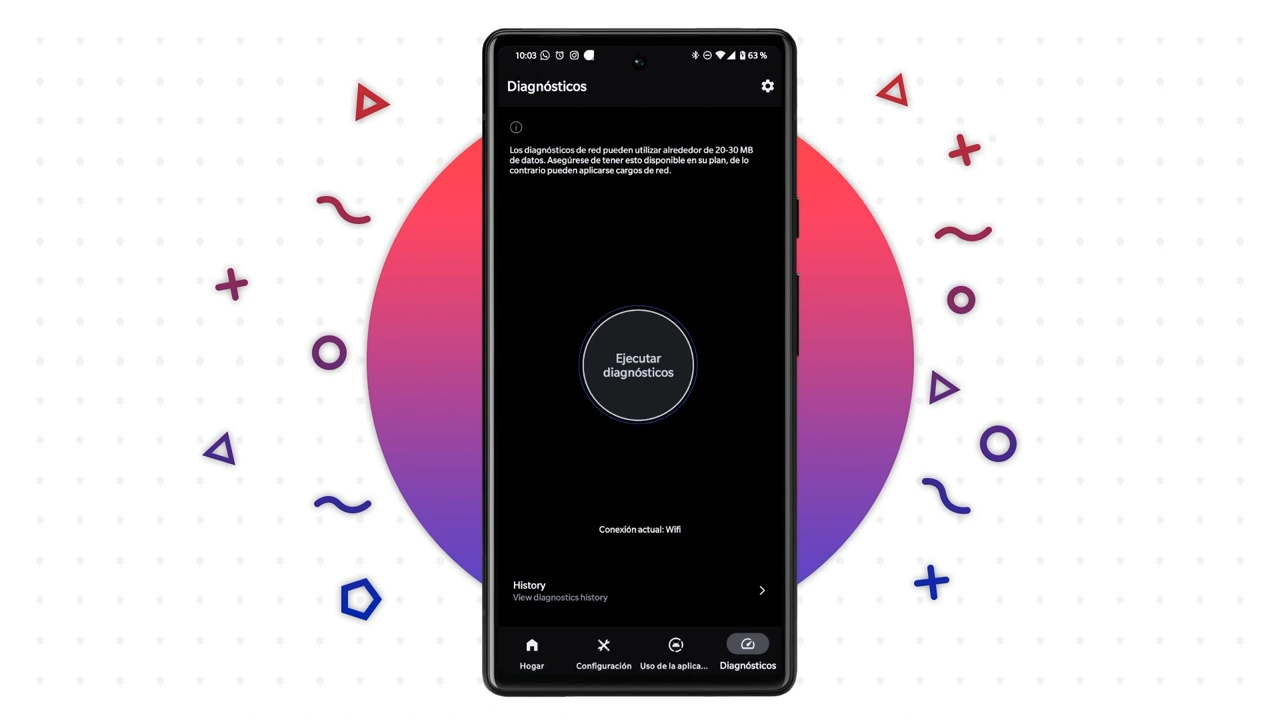 10:03 63 %
Diagnósticos
Los diagnósticos de red pueden utilizar alrededor de 20-30 MB
de datos. Asegúrese de tener esto disponible en su plan, de lo
contrario pueden aplicarse cargos de red.
Ejecutar
diagnósticos
Conexión actual: Wifi
History
View diagnostics history
Hogar Configuración Uso de la aplica... Diagnósticos